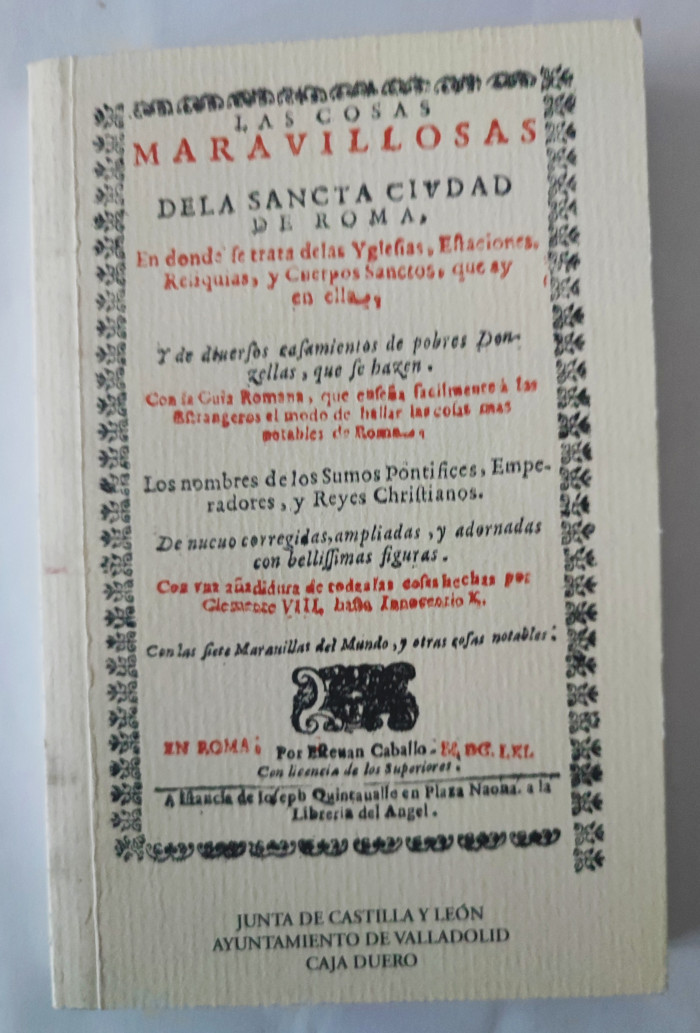 LAS COSAS
MARAVILLOSAS
DELA SANCTA CIVDAD
DE ROMA,
En donde ſe trata delas Ygleſias, Eſtaciones,
Reliquias, y Cuerpos Sanctos, que ay
en ella,
Y de diuerſos caſamientos de pobres Don-
zellas, que ſe hazen.
Con la Guia Romana, que enſeña facilmente à las
Eſtrangeros el modo de hallar las coſas mas
notables de Roma,
Los nombres de los Sumos Pontifices, Empe-
radores, y Reyes Chriſtianos.
De nueuo corregidas, ampliadas, y adornadas
con belliſſimas figuras.
Con vna añadidura de todas las coſas hechas por
Clemente VIII, haſta Innocentio X.
Con las ſiete Marauillas del Mundo, y otras coſas notables:
EN ROMA: Por Eſteuan Caballo. M, DC. LXI.
Con licencia de los Superiores.
A Iſtancia de Ioſeph Quintaualle en Plaza Naona. a la
Libreria del Angel.
JUNTA DE CASTILLA Y LEÓN
AYUNTAMIENTO DE VALLADOLID
CAJA DUERO